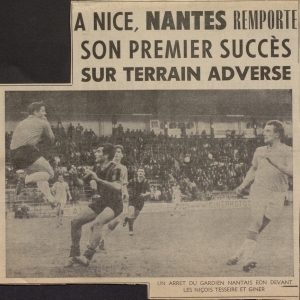 A NICE, NANTES REMPORTE
SON PREMIER SUCCÈS
SUR TERRAIN ADVERSE
UN ARRET DU GARDIEN NANTAIS EON DEVANT
LES NIÇOIS TESSEIRE ET GINER